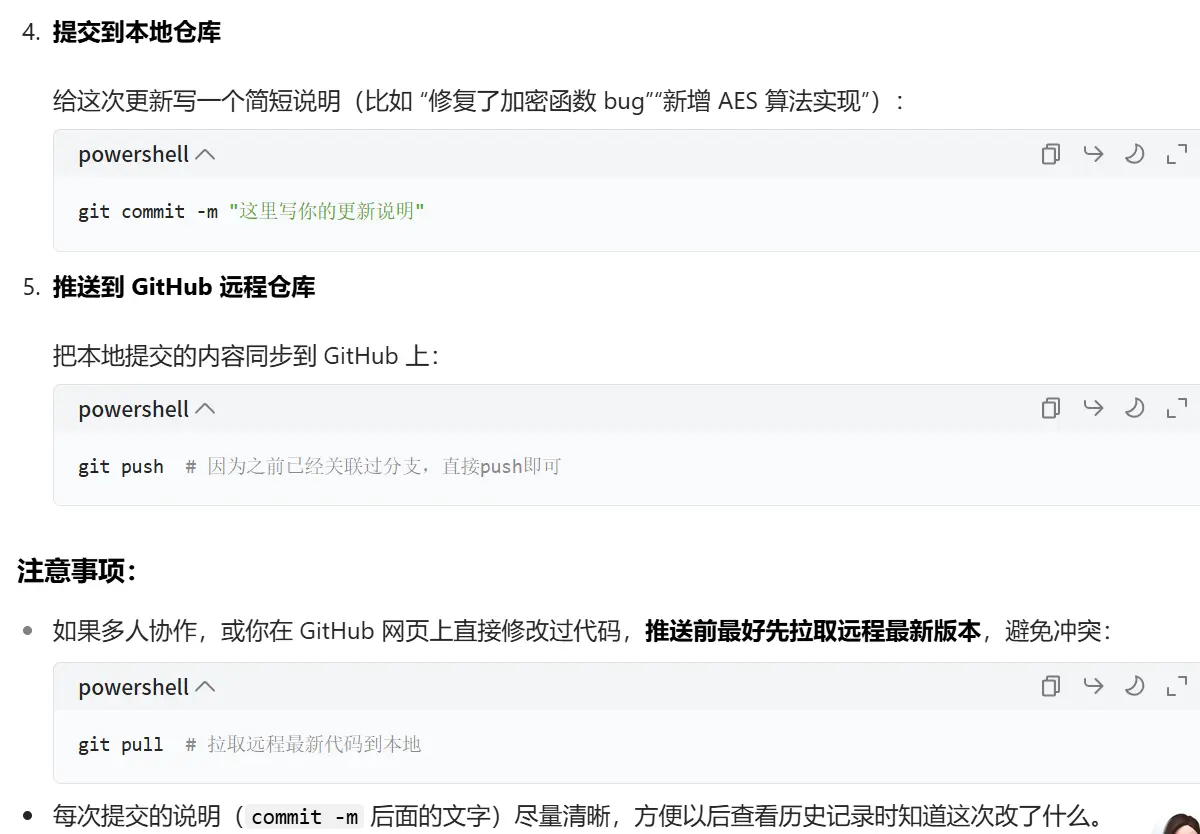 4. 提交到本地仓库
给这次更新写一个简短说明（比如 “修复了加密函数 bug”“新增 AES 算法实现”）：
powershell
git commit -m "这里写你的更新说明"
5. 推送到 GitHub 远程仓库
把本地提交的内容同步到 GitHub 上：
powershell
git push  # 因为之前已经关联过分支，直接push即可
注意事项：
• 如果多人协作，或你在 GitHub 网页上直接修改过代码，推送前最好先拉取远程最新版本，避免冲突：
powershell
git pull  # 拉取远程最新代码到本地
• 每次提交的说明（commit -m 后面的文字）尽量清晰，方便以后查看历史记录时知道这次改了什么。